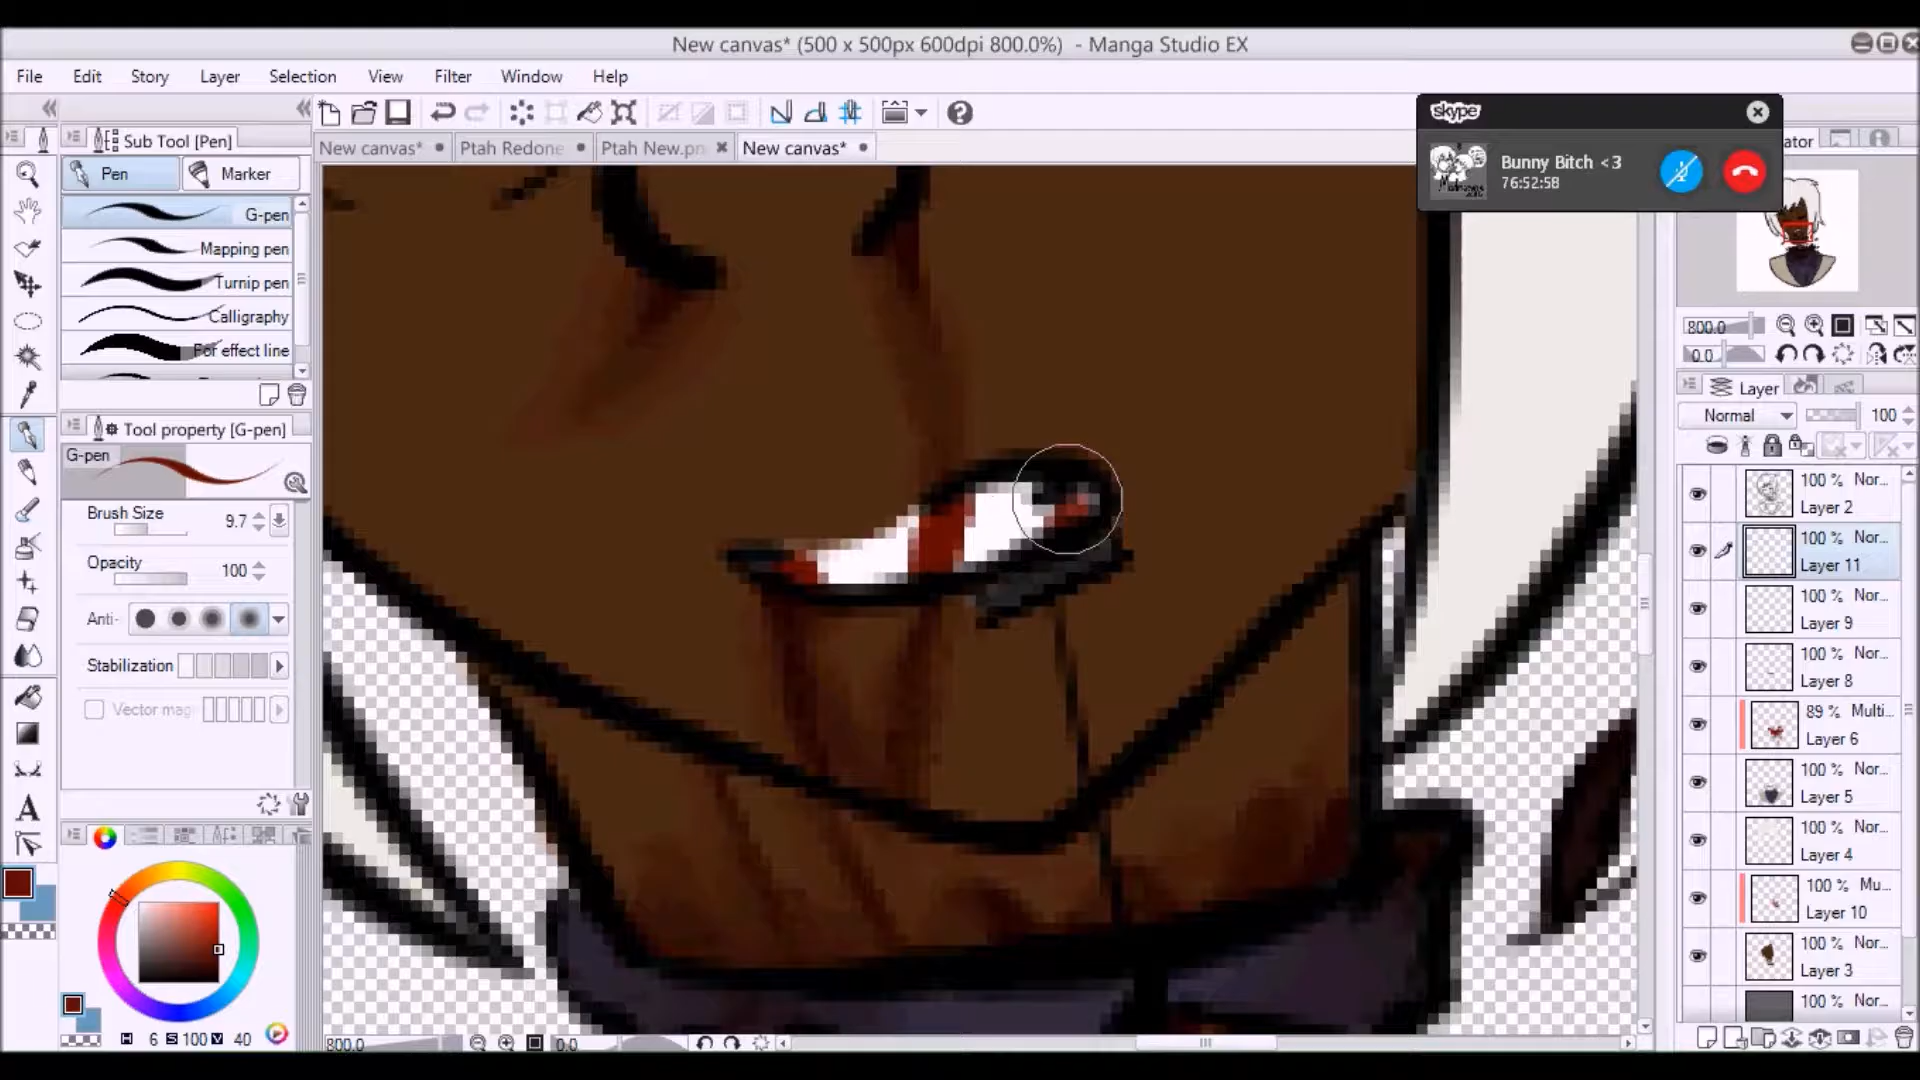 New canvas* (500 x 500px 600dpi 800.0%) - Manga Studio EX
File Edit Story Layer Selection View Filter Window Help
Sub Tool [Pen]
New canvas* Ptah Redone Ptah New.pn New canvas*
skype
Bunny Bitch <3
76:52:58
ator
Pen Marker
G-pen
Mapping pen
Turnip pen
Calligraphy
For effect line
Tool property [G-pen]
G-pen
Brush Size 9.7
Opacity 100
Anti-
Stabilization
Vector mag
H 6 S 100 V 40
800.0 0.0
800.0
0.0
Layer
Normal 100
100 % Nor...
Layer 2
100 % Nor...
Layer 11
100 % Nor...
Layer 9
100 % Nor...
Layer 8
89 % Multi...
Layer 6
100 % Nor...
Layer 5
100 % Nor...
Layer 4
100 % Mu...
Layer 10
100 % Nor...
Layer 3
100 % Nor...